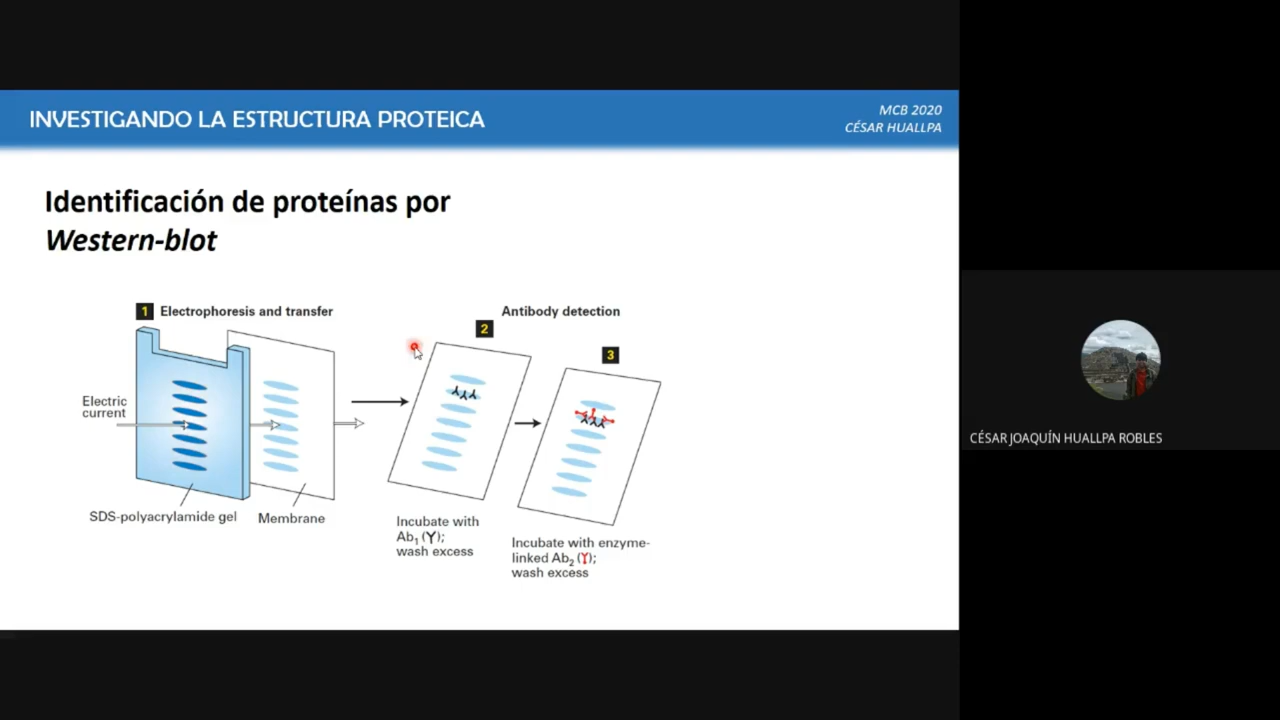 INVESTIGANDO LA ESTRUCTURA PROTEICA
MCB 2020
CÉSAR HUALLPA
Identificación de proteínas por
Western-blot
1 Electrophoresis and transfer
Electric
current
SDS-polyacrylamide gel
Membrane
Antibody detection
2
Incubate with
Ab₁ (Y);
wash excess
3
Incubate with enzyme-
linked Ab₂ (Y);
wash excess
CÉSAR JOAQUÍN HUALLPA ROBLES